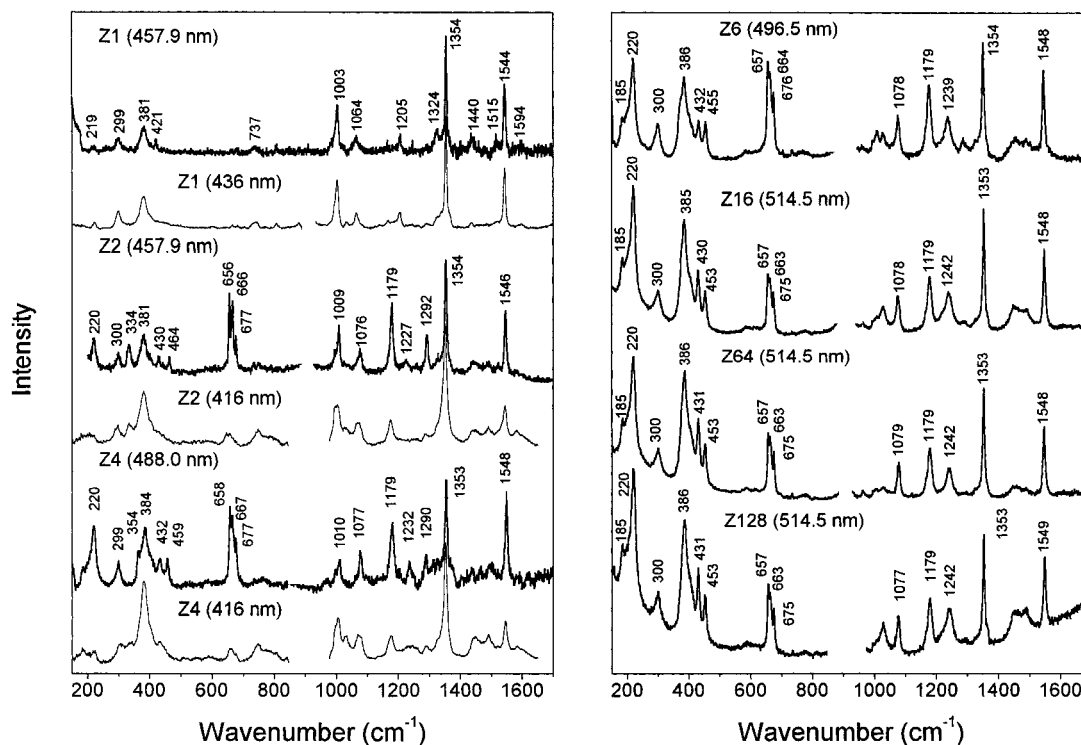 Intensity
Z1 (457.9 nm)
219 299 381 421 737 1003 1064 1205 1324 1354 1440 1515 1544 1594
Z1 (436 nm)
Z2 (457.9 nm)
220 300 334 381 430 464 656 666 677 1009 1076 1179 1227 1292 1354 1546
Z2 (416 nm)
Z4 (488.0 nm)
220 299 354 384 432 459 658 667 677 1010 1077 1179 1232 1290 1353 1548
Z4 (416 nm)
200 400 600 800 1000 1200 1400 1600
Wavenumber (cm⁻¹)
Z6 (496.5 nm)
185 220 300 386 432 455 657 664 676 1078 1179 1239 1354 1548
Z16 (514.5 nm)
185 220 300 385 430 453 657 663 675 1078 1179 1242 1353 1548
Z64 (514.5 nm)
185 220 300 386 431 453 657 663 675 1079 1179 1242 1353 1548
Z128 (514.5 nm)
185 220 300 386 431 453 657 663 675 1077 1179 1242 1353 1549
200 400 600 800 1000 1200 1400 1600
Wavenumber (cm⁻¹)